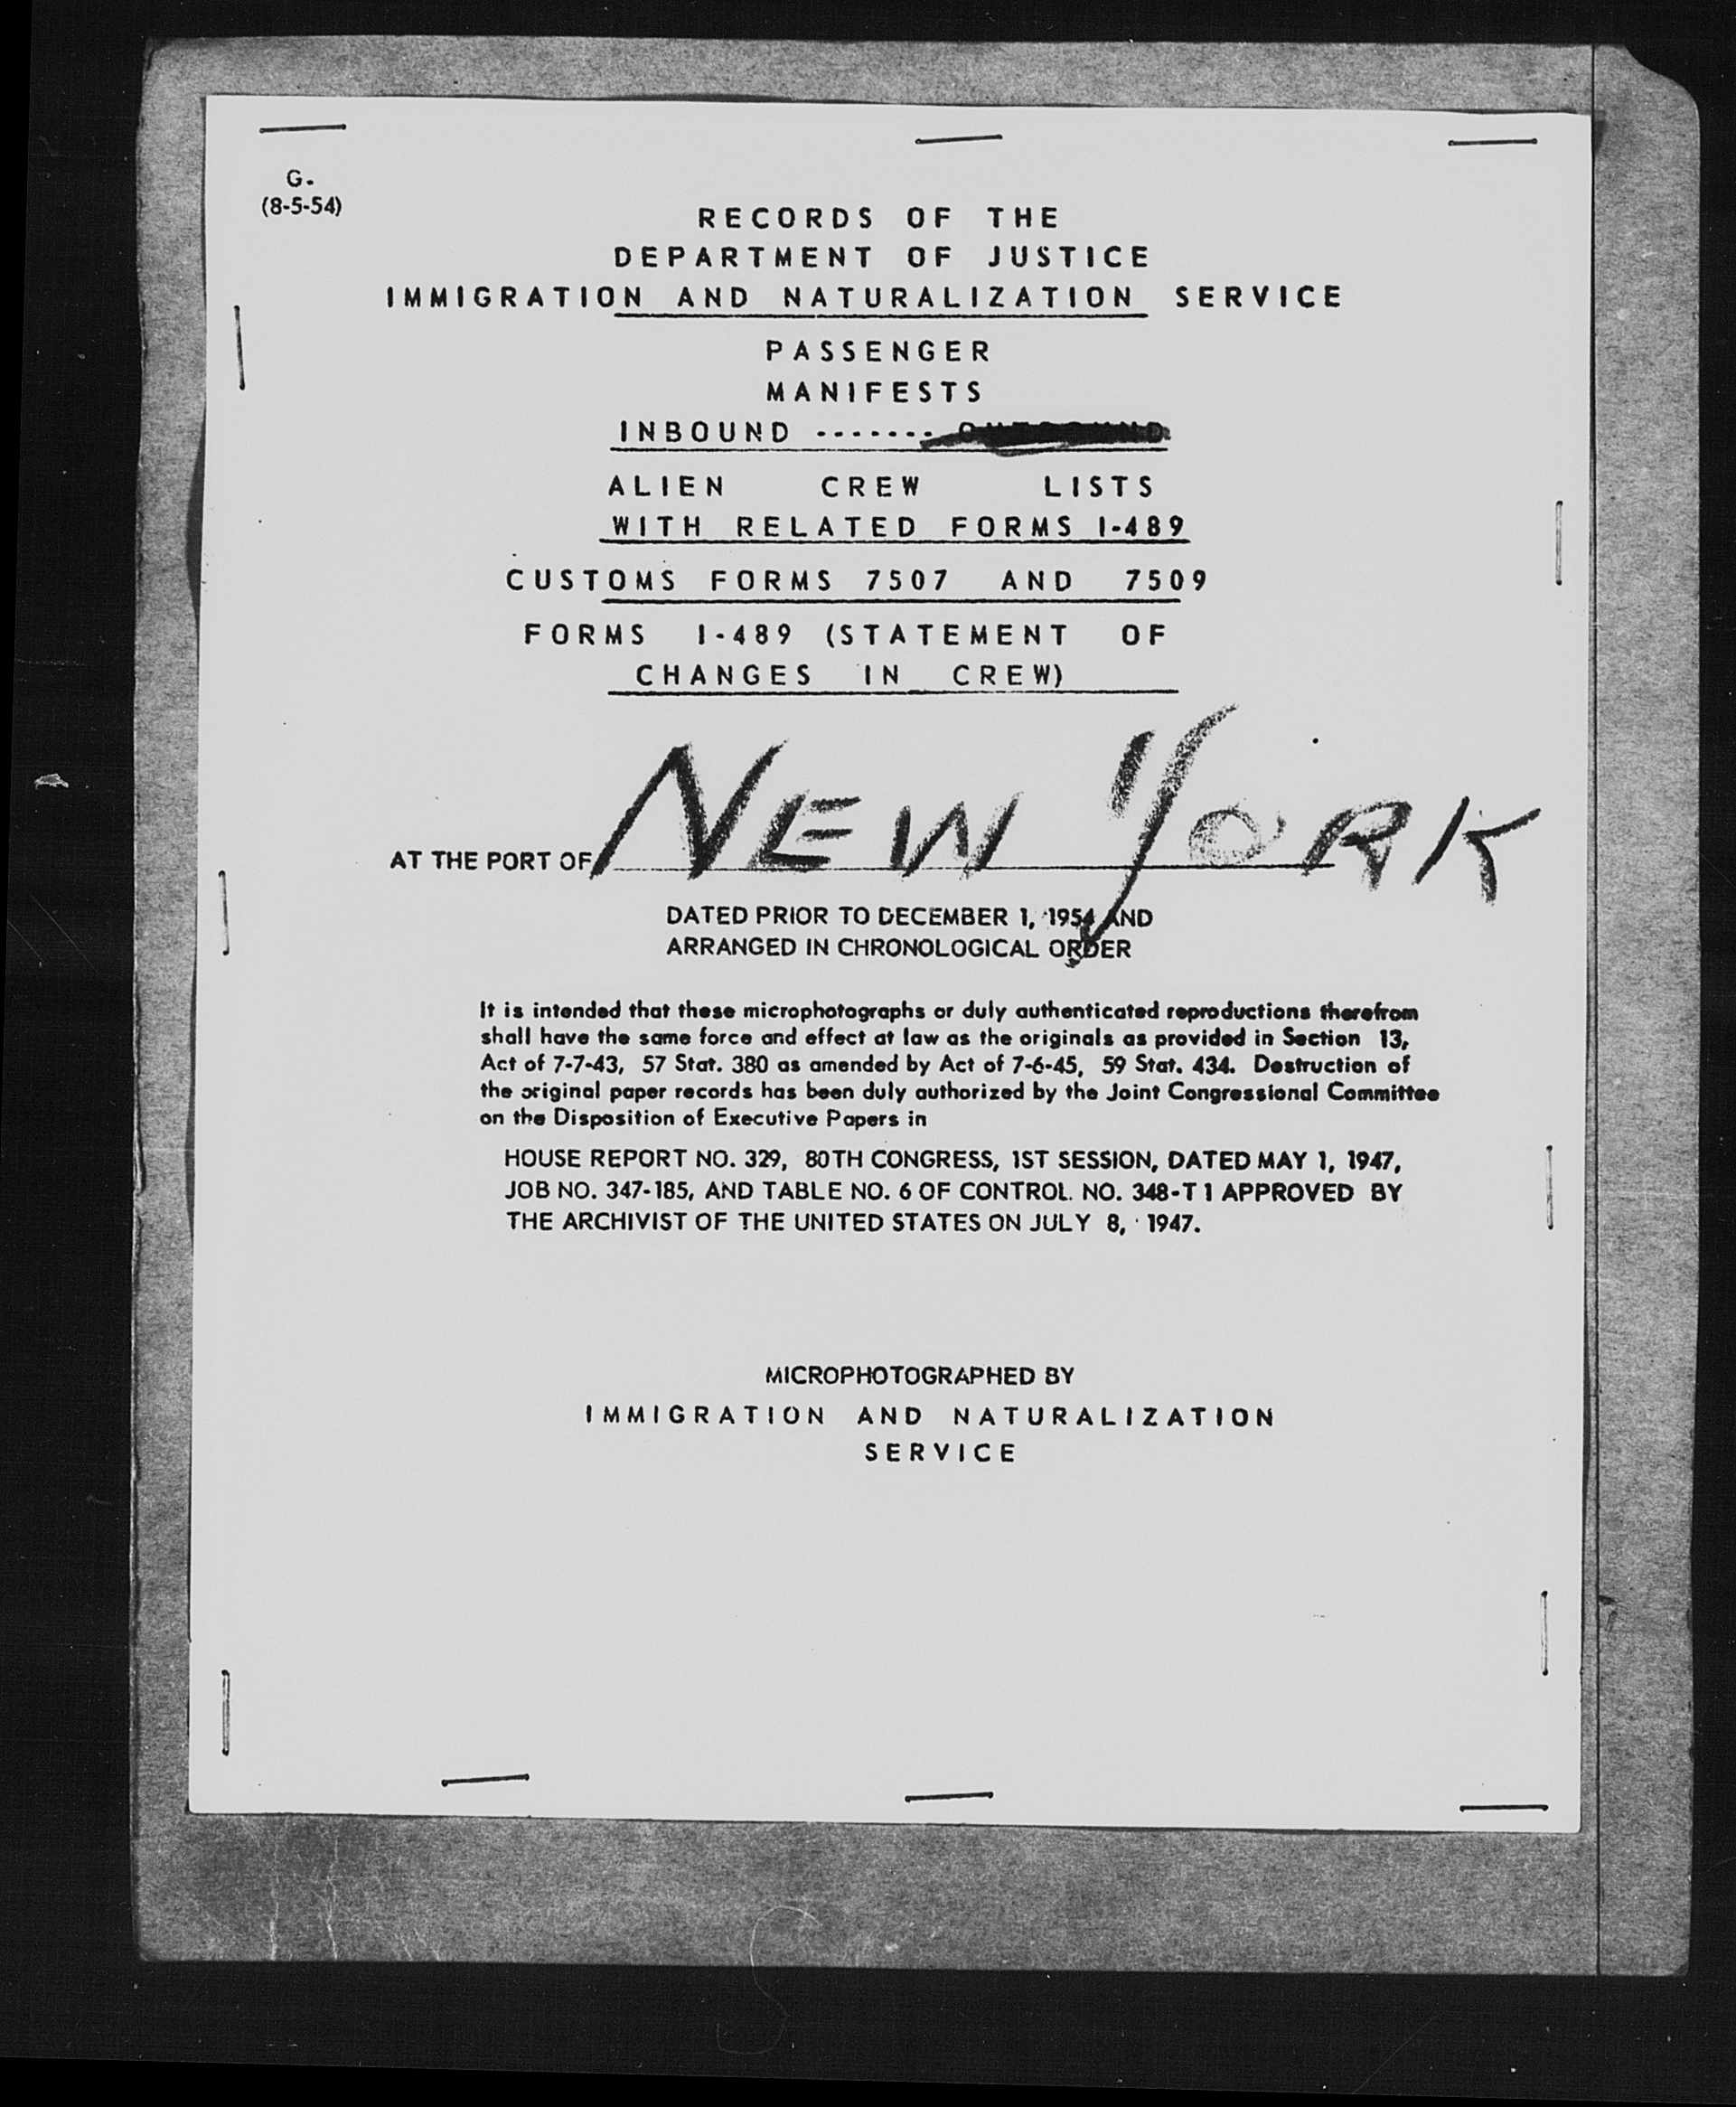 G.
(8-5-54)
RECORDS OF THE
DEPARTMENT OF JUSTICE
IMMIGRATION AND NATURALIZATION SERVICE
PASSENGER
MANIFESTS
INBOUND -------
ALIEN CREW LISTS
WITH RELATED FORMS I-489
CUSTOMS FORMS 7507 AND 7509
FORMS I-489 (STATEMENT OF
CHANGES IN CREW)
AT THE PORT OF NEW YORK
DATED PRIOR TO DECEMBER 1, 1954 AND
ARRANGED IN CHRONOLOGICAL ORDER
It is intended that these microphotographs or duly authenticated reproductions therefrom
shall have the same force and effect at law as the originals as provided in Section 13,
Act of 7-7-43, 57 Stat. 380 as amended by Act of 7-6-45, 59 Stat. 434. Destruction of
the original paper records has been duly authorized by the Joint Congressional Committee
on the Disposition of Executive Papers in
HOUSE REPORT NO. 329, 80TH CONGRESS, 1ST SESSION, DATED MAY 1, 1947,
JOB NO. 347-185, AND TABLE NO. 6 OF CONTROL NO. 348-T1 APPROVED BY
THE ARCHIVIST OF THE UNITED STATES ON JULY 8, 1947.
MICROPHOTOGRAPHED BY
IMMIGRATION AND NATURALIZATION
SERVICE